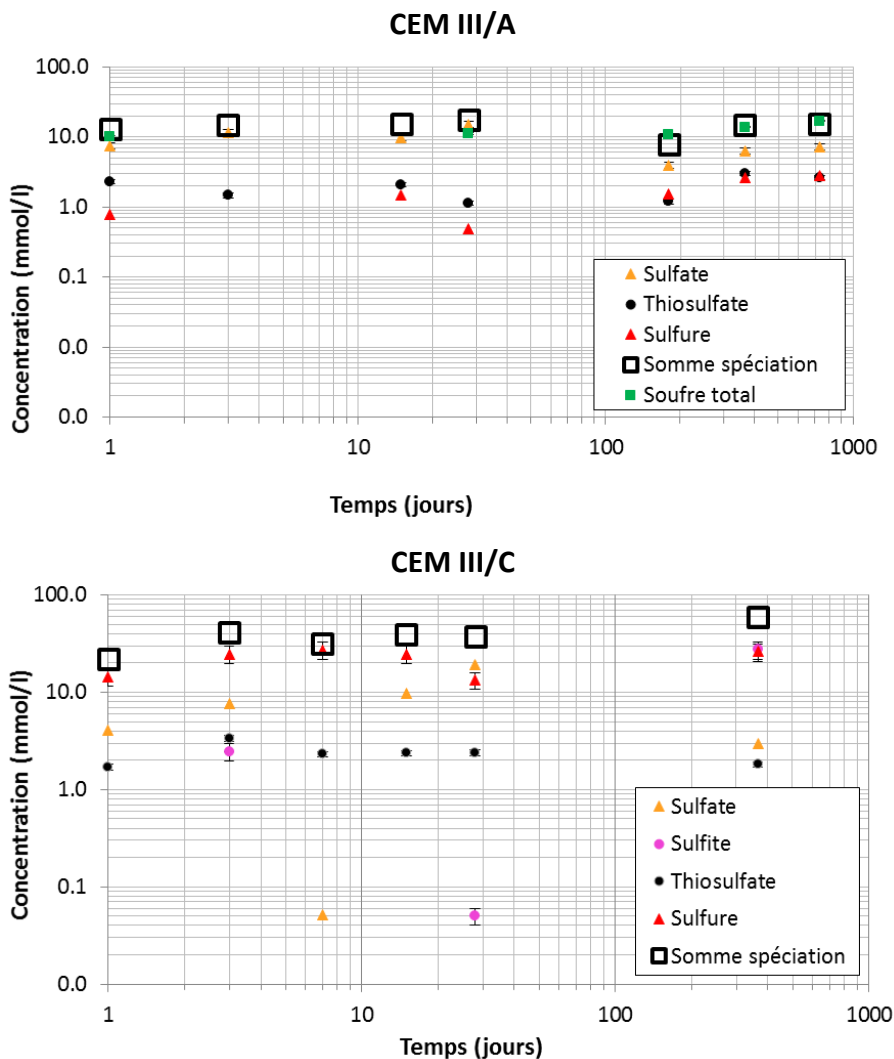 CEM III/A
Concentration (mmol/l)
100.0
10.0
1.0
0.1
0.0
0.0
1
10
100
1000
Sulfate
Thiosulfate
Sulfure
Somme spéciation
Soufre total
Temps (jours)
CEM III/C
Concentration (mmol/l)
100.0
10.0
1.0
0.1
0.0
1
10
100
1000
Sulfate
Sulfite
Thiosulfate
Sulfure
Somme spéciation
Temps (jours)